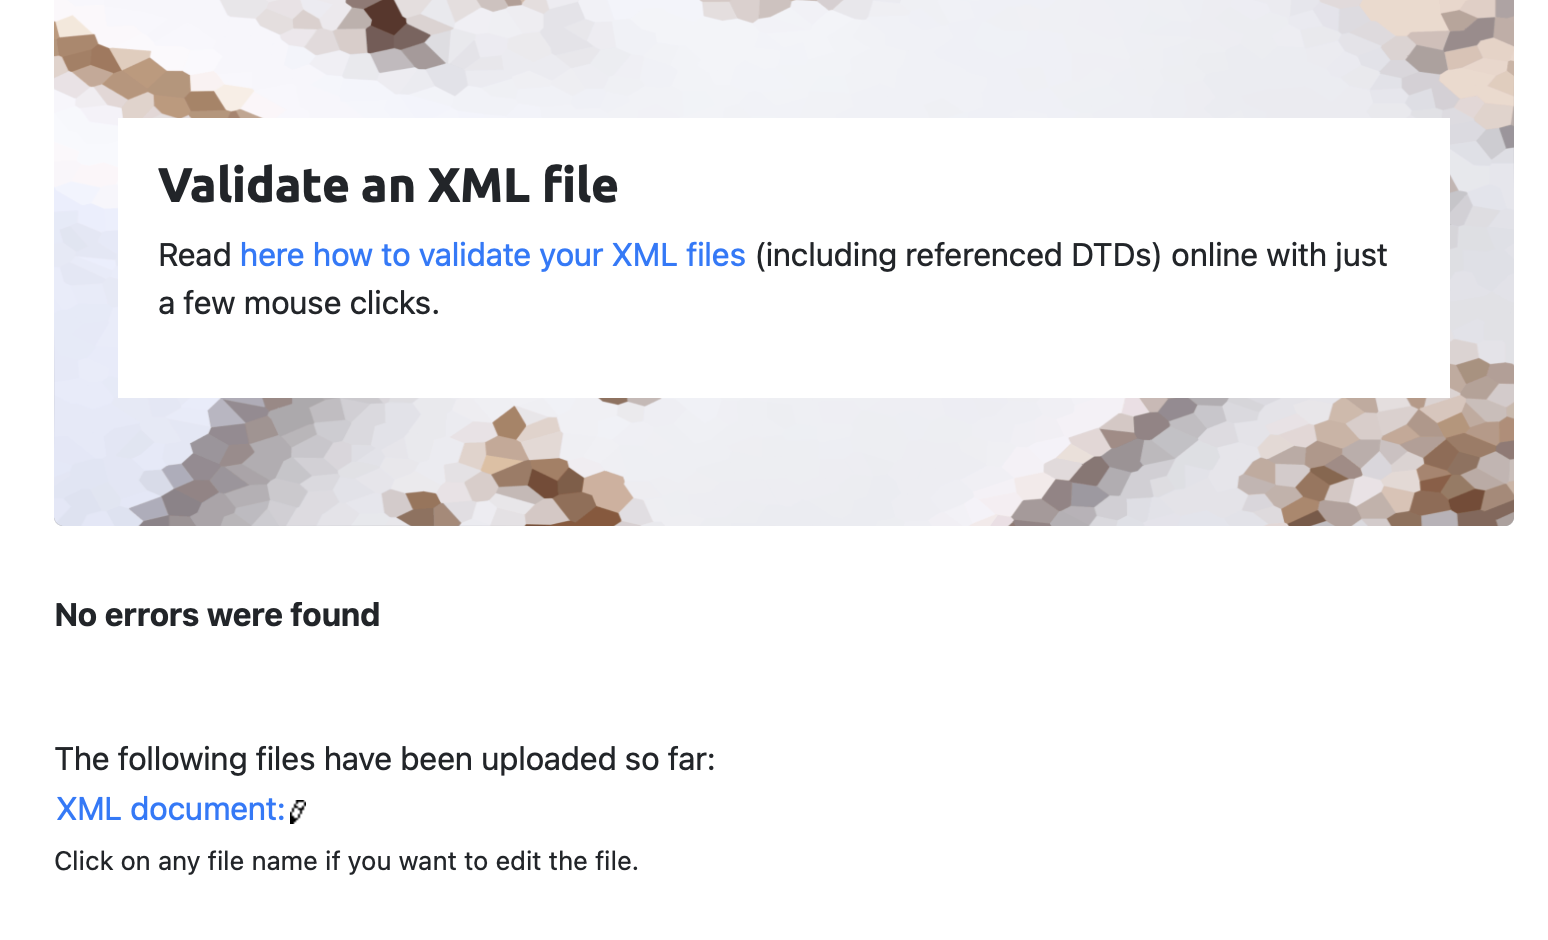 Validate an XML file
Read here how to validate your XML files (including referenced DTDs) online with just
a few mouse clicks.
No errors were found
The following files have been uploaded so far:
XML document:
Click on any file name if you want to edit the file.